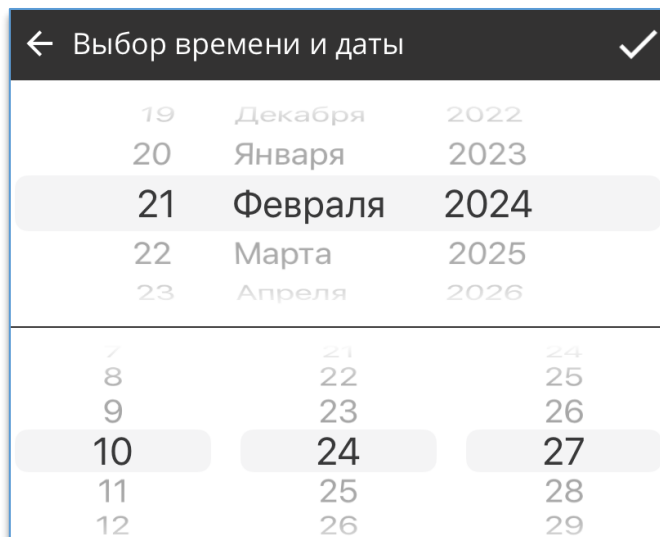 Выбор времени и даты
19 Декабря 2022
20 Января 2023
21 Февраля 2024
22 Марта 2025
23 Апреля 2026
7 21 24
8 22 25
9 23 26
10 24 27
11 25 28
12 26 29